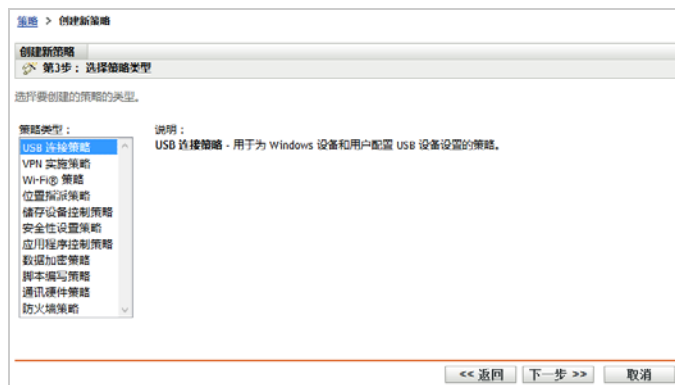 策略 > 创建新策略
创建新策略
第3步：选择策略类型
选择要创建的策略的类型。
策略类型：
USB 连接策略
VPN 实施策略
Wi-Fi® 策略
位置指派策略
储存设备控制策略
安全性设置策略
应用程序控制策略
数据加密策略
脚本编写策略
通讯硬件策略
防火墙策略
说明：
USB 连接策略 - 用于为 Windows 设备和用户配置 USB 设备设置的策略。
<< 返回 下一步 >> 取消